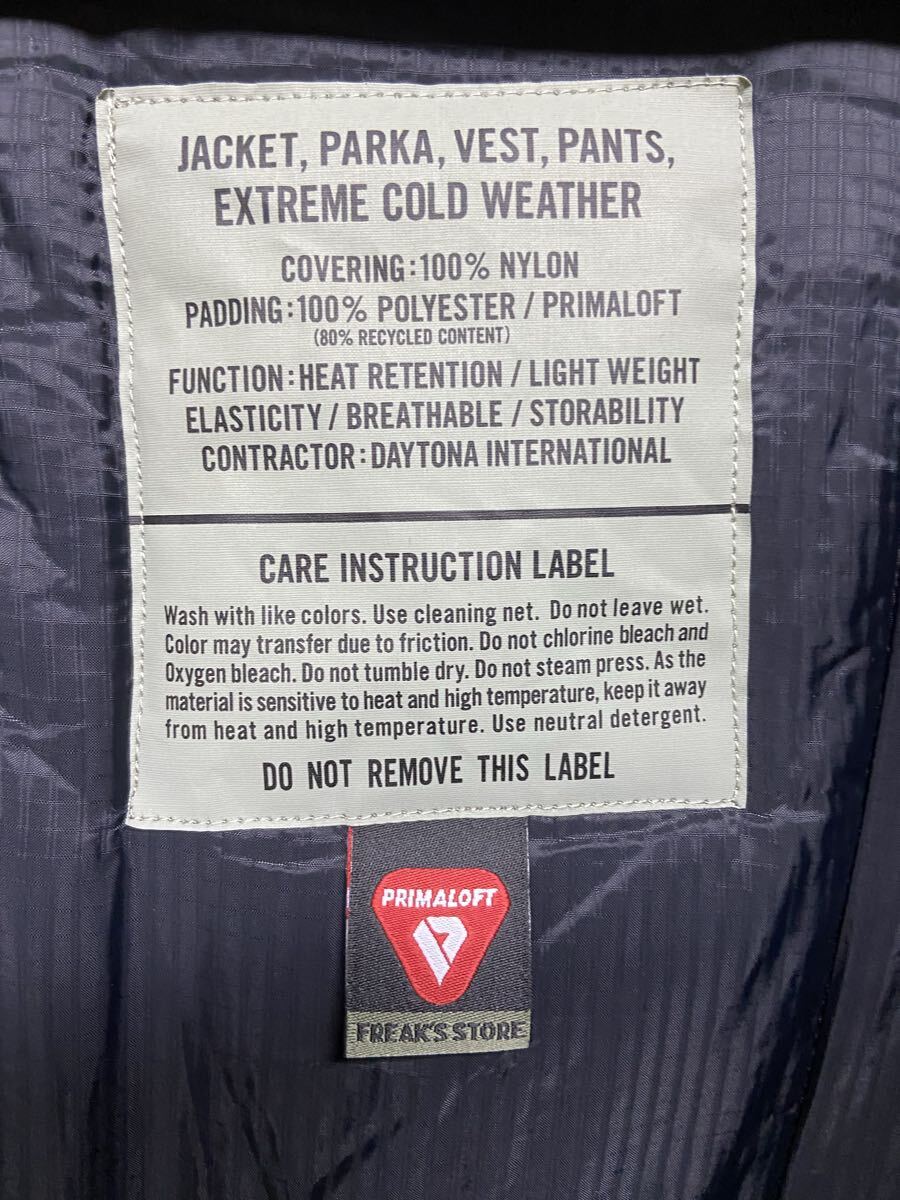 JACKET, PARKA, VEST, PANTS,
EXTREME COLD WEATHER
COVERING:100% NYLON
PADDING:100% POLYESTER / PRIMALOFT
(80% RECYCLED CONTENT)
FUNCTION:HEAT RETENTION / LIGHT WEIGHT
ELASTICITY / BREATHABLE / STORABILITY
CONTRACTOR:DAYTONA INTERNATIONAL
CARE INSTRUCTION LABEL
Wash with like colors. Use cleaning net. Do not leave wet.
Color may transfer due to friction. Do not chlorine bleach and
Oxygen bleach. Do not tumble dry. Do not steam press. As the
material is sensitive to heat and high temperature, keep it away
from heat and high temperature. Use neutral detergent.
DO NOT REMOVE THIS LABEL
PRIMALOFT
FREAK'S STORE